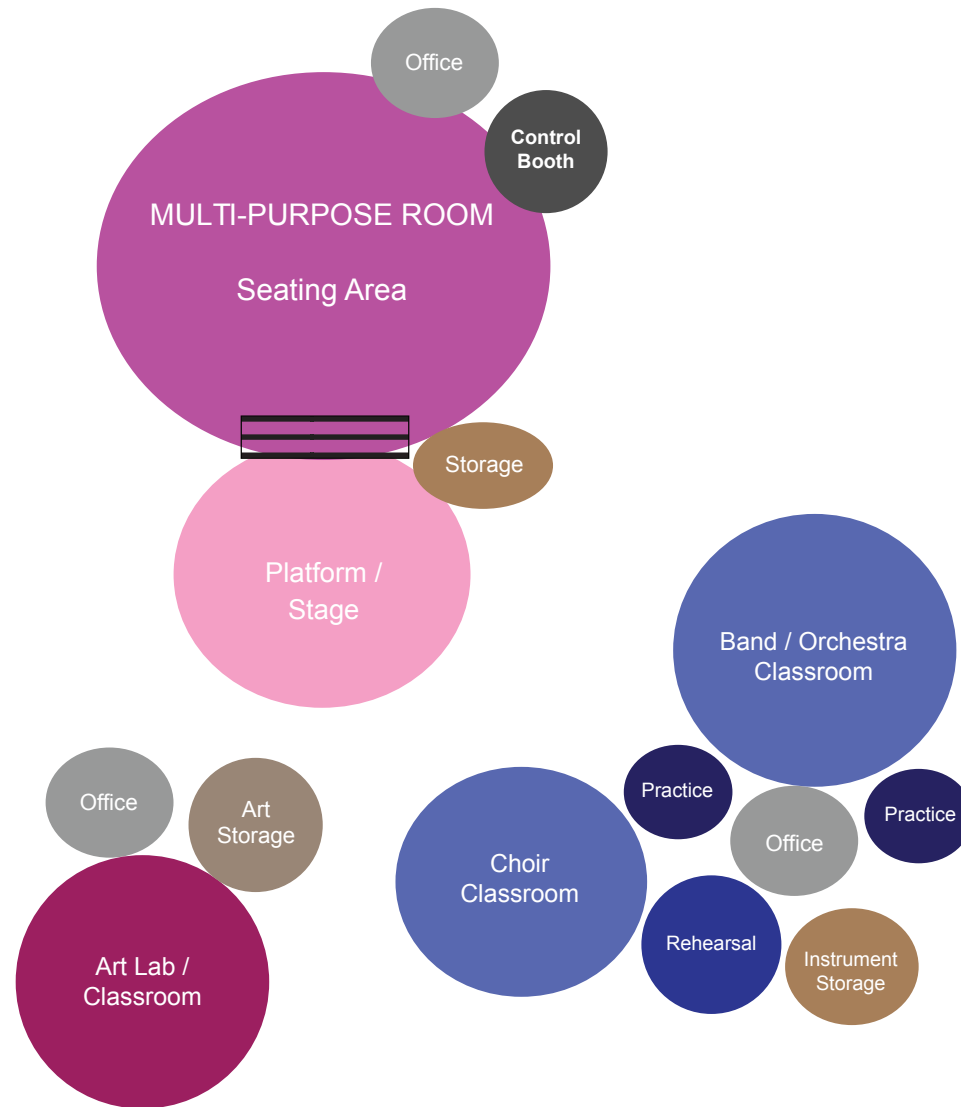 Office
Control
Booth
MULTI-PURPOSE ROOM
Seating Area
Storage
Platform /
Stage
Band / Orchestra
Classroom
Office
Art
Storage
Practice
Practice
Office
Choir
Classroom
Rehearsal
Instrument
Storage
Art Lab /
Classroom